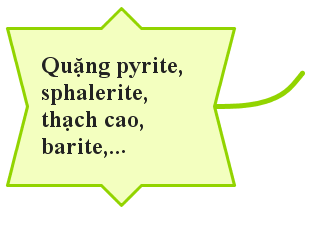 Quặng pyrite,
sphalerite,
thạch cao,
barite,...